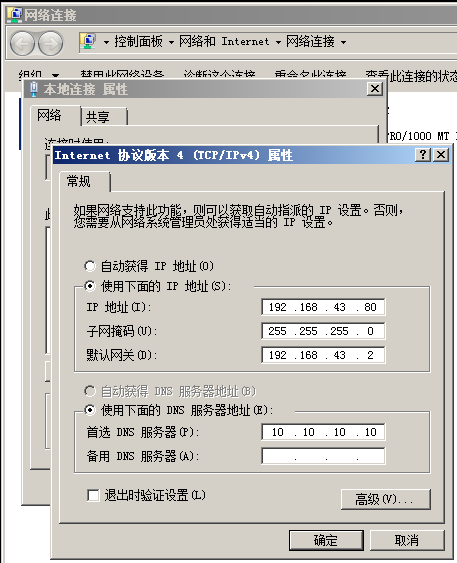 网络连接
控制面板 网络和 Internet 网络连接
组织 禁用此网络设备 诊断这个连接 重命名此连接 查看此连接的状态
本地连接 属性
网络 共享
连接时使用:
PRO/1000 MT
Internet 协议版本 4 (TCP/IPv4) 属性
常规
如果网络支持此功能，则可以获取自动指派的 IP 设置。否则，
您需要从网络系统管理员处获得适当的 IP 设置。
自动获得 IP 地址(O)
使用下面的 IP 地址(S):
IP 地址(I): 192 .168 .43 .80
子网掩码(U): 255 .255 .255 .0
默认网关(D): 192 .168 .43 .2
自动获得 DNS 服务器地址(B)
使用下面的 DNS 服务器地址(E):
首选 DNS 服务器(P): 10 .10 .10 .10
备用 DNS 服务器(A): . . .
退出时验证设置(L)
高级(V)...
确定 取消